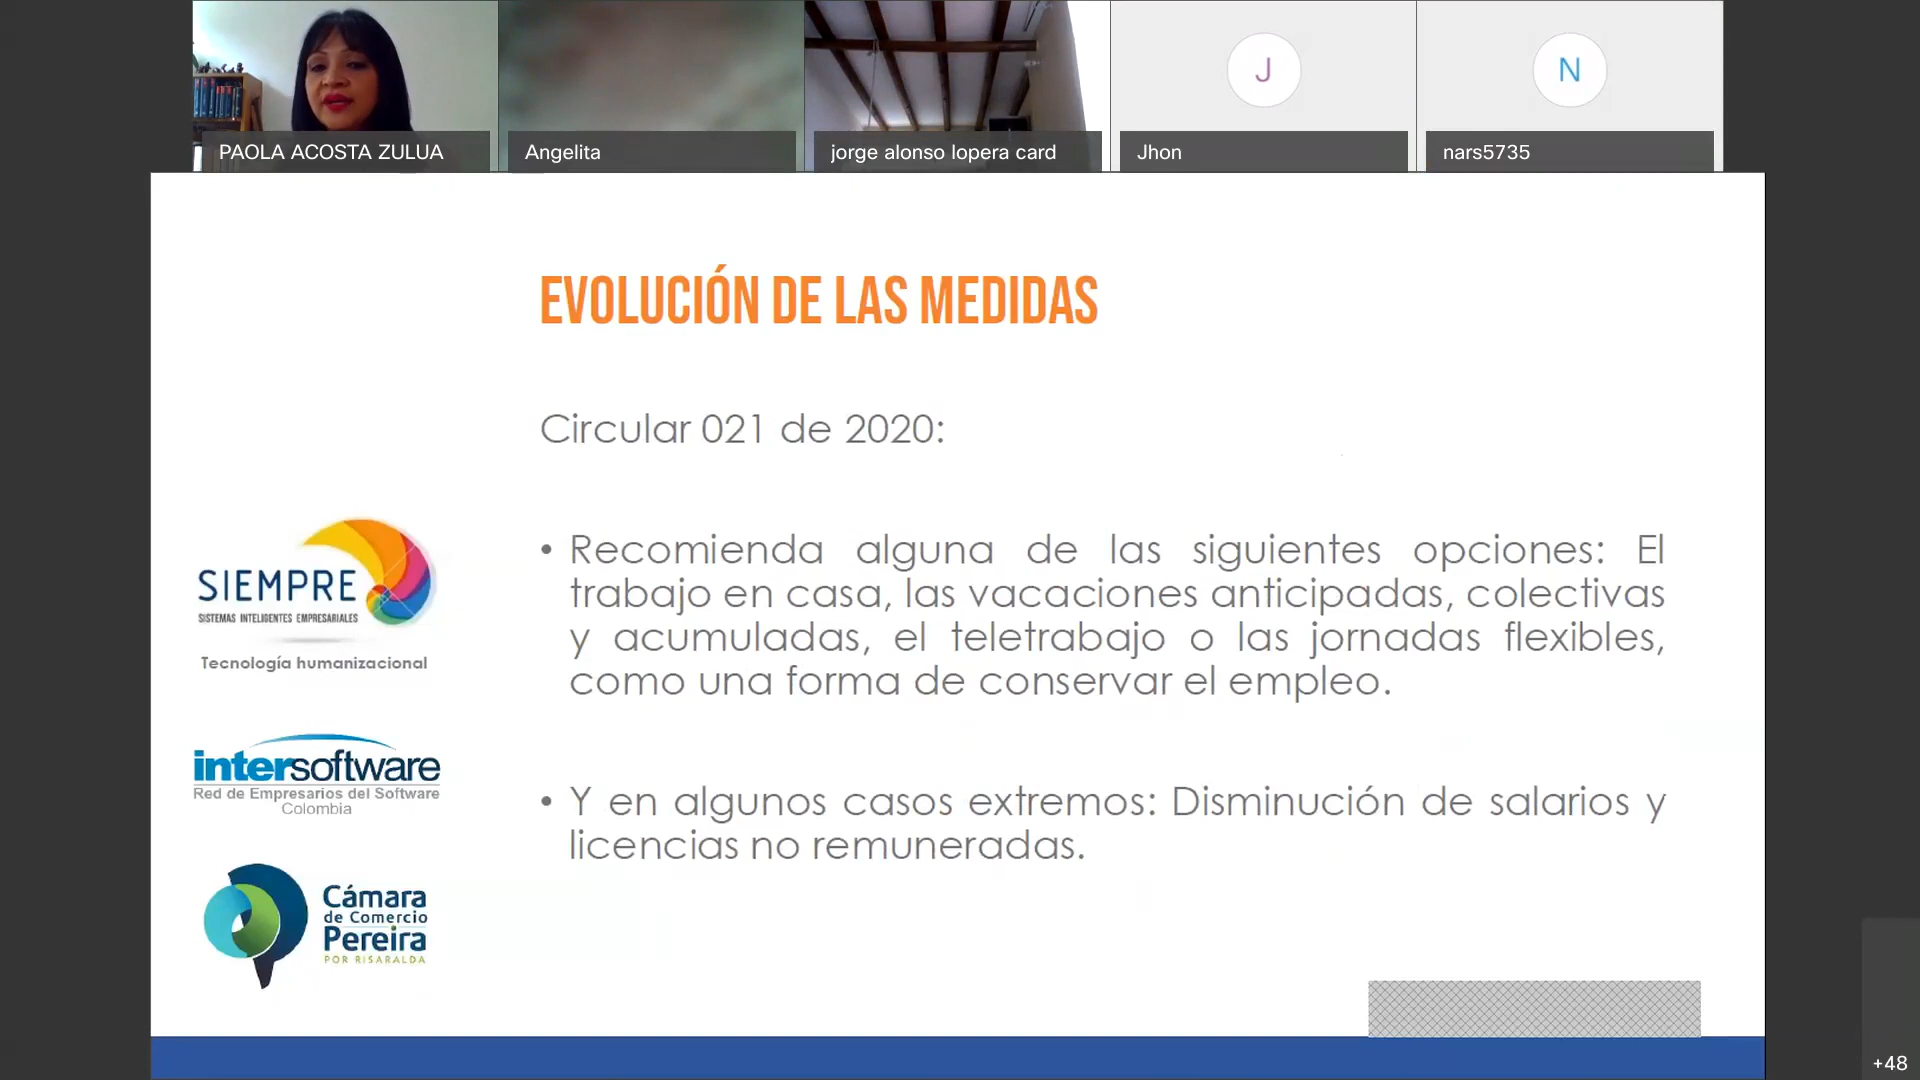 PAOLA ACOSTA ZULUA
Angelita
jorge alonso lopera card
J
Jhon
N
nars5735
EVOLUCIÓN DE LAS MEDIDAS
Circular 021 de 2020:
• Recomienda alguna de las siguientes opciones: El
trabajo en casa, las vacaciones anticipadas, colectivas
y acumuladas, el teletrabajo o las jornadas flexibles,
como una forma de conservar el empleo.
• Y en algunos casos extremos: Disminución de salarios y
licencias no remuneradas.
SIEMPRE
SISTEMAS INTELIGENTES EMPRESARIALES
Tecnología humanizacional
intersoftware
Red de Empresarios del Software
Colombia
Cámara
de Comercio
Pereira
POR RISARALDA
+48